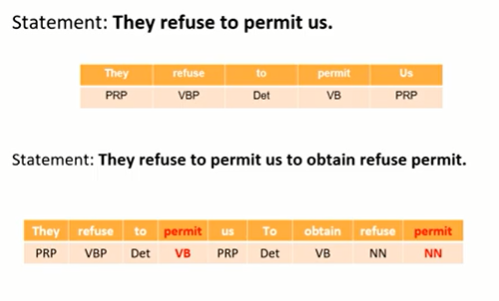 Statement: They refuse to permit us.
They refuse to permit Us
PRP VBP Det VB PRP
Statement: They refuse to permit us to obtain refuse permit.
They refuse to permit us To obtain refuse permit
PRP VBP Det VB PRP Det VB NN NN